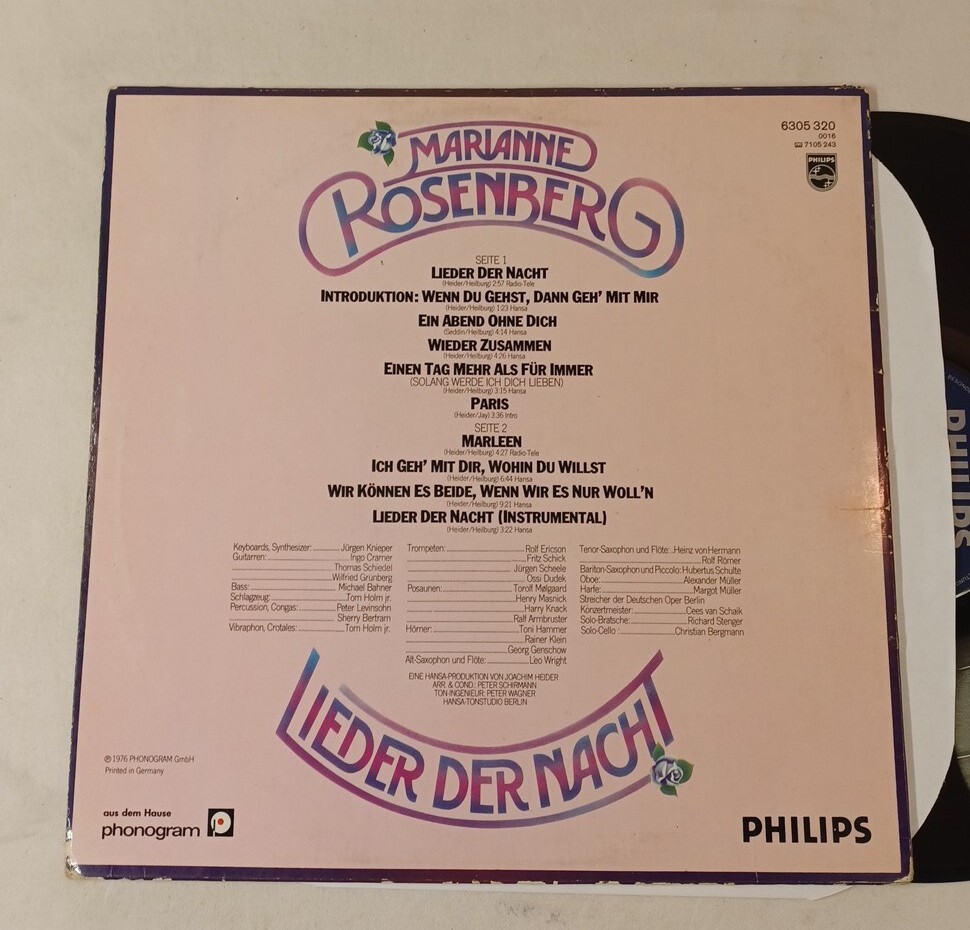 6305 320
0016
7105 243
PHILIPS
MARIANNE
ROSENBERG
SEITE 1
LIEDER DER NACHT
(Heider/Heilburg) 2:57 Radio-Tele
INTRODUKTION: WENN DU GEHST, DANN GEH' MIT MIR
(Heider/Heilburg) 1:23 Hansa
EIN ABEND OHNE DICH
(Seddin/Heilburg) 4:14 Hansa
WIEDER ZUSAMMEN
(Heider/Heilburg) 4:26 Hansa
EINEN TAG MEHR ALS FÜR IMMER
(SOLANG WERDE ICH DICH LIEBEN)
(Heider/Heilburg) 3:15 Hansa
PARIS
(Heider/Jay) 3:36 Intro
SEITE 2
MARLEEN
(Heider/Heilburg) 4:27 Radio-Tele
ICH GEH' MIT DIR, WOHIN DU WILLST
(Heider/Heilburg) 6:44 Hansa
WIR KÖNNEN ES BEIDE, WENN WIR ES NUR WOLL'N
(Heider/Heilburg) 9:21 Hansa
LIEDER DER NACHT (INSTRUMENTAL)
(Heider/Heilburg) 3:22 Hansa
Keyboards, Synthesizer: Jürgen Knieper
Guitarren: Ingo Cramer
Thomas Schiedel
Wilfried Grünberg
Bass: Michael Bahner
Schlagzeug: Tom Holm jr.
Percussion, Congas: Peter Levinsohn
Sherry Bertram
Vibraphon, Crotales: Tom Holm jr.
Trompeten: Rolf Ericson
Fritz Schick
Jürgen Scheele
Ossi Dudek
Posaunen: Torolf Mølgaard
Henry Masnick
Harry Knack
Ralf Armbruster
Hörner: Toni Hammer
Rainer Klein
Georg Genschow
Alt-Saxophon und Flöte: Leo Wright
Tenor-Saxophon und Flöte: Heinz von Hermann
Rolf Römer
Bariton-Saxophon und Piccolo: Hubertus Schulte
Oboe: Alexander Müller
Harfe: Margot Müller
Streicher der Deutschen Oper Berlin
Konzertmeister: Cees van Schaik
Solo-Bratsche: Richard Stenger
Solo-Cello: Christian Bergmann
EINE HANSA-PRODUKTION VON JOACHIM HEIDER
ARR. & COND.: PETER SCHIRMANN
TON-INGENIEUR: PETER WAGNER
HANSA-TONSTUDIO BERLIN
LIEDER DER NACHT
℗ 1976 PHONOGRAM GmbH
Printed in Germany
aus dem Hause
phonogram
PHILIPS
PHILIPS